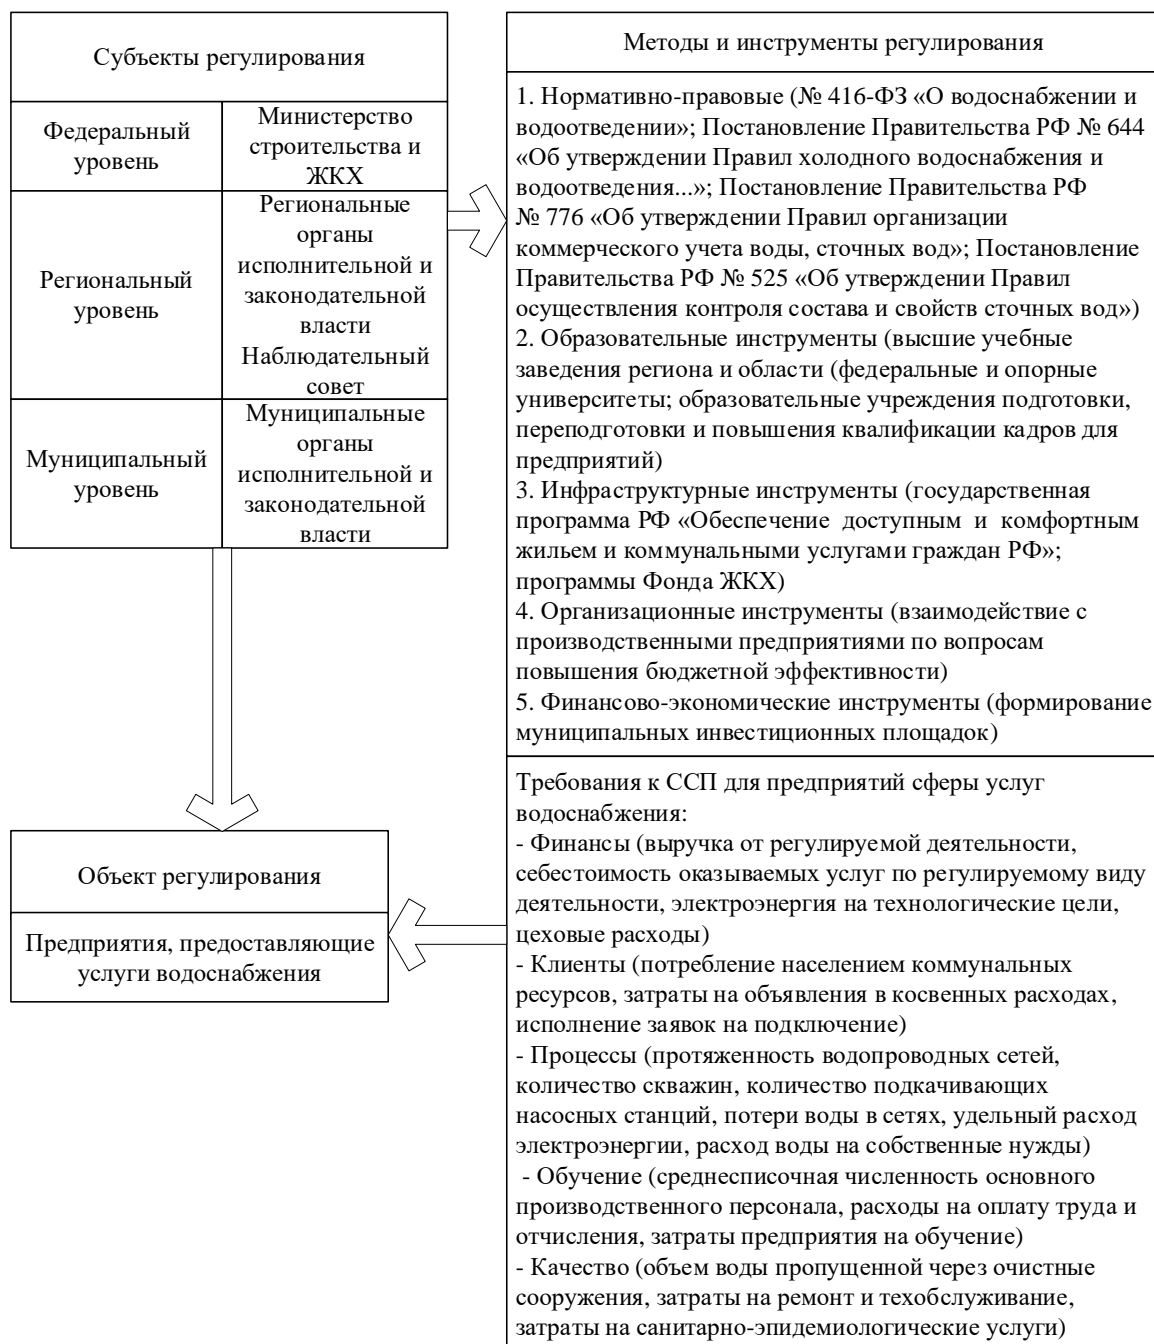 Субъекты регулирования
Федеральный
уровень
Министерство
строительства и
ЖКХ
Региональный
уровень
Региональные
органы
исполнительной и
законодательной
власти
Наблюдательный
совет
Муниципальный
уровень
Муниципальные
органы
исполнительной и
законодательной
власти
Объект регулирования
Предприятия, предоставляющие
услуги водоснабжения
Методы и инструменты регулирования
1. Нормативно-правовые (№ 416-ФЗ «О водоснабжении и
водоотведении»; Постановление Правительства РФ № 644
«Об утверждении Правил холодного водоснабжения и
водоотведения...»; Постановление Правительства РФ
№ 776 «Об утверждении Правил организации
коммерческого учета воды, сточных вод»; Постановление
Правительства РФ № 525 «Об утверждении Правил
осуществления контроля состава и свойств сточных вод»)
2. Образовательные инструменты (высшие учебные
заведения региона и области (федеральные и опорные
университеты; образовательные учреждения подготовки,
переподготовки и повышения квалификации кадров для
предприятий)
3. Инфраструктурные инструменты (государственная
программа РФ «Обеспечение доступным и комфортным
жильем и коммунальными услугами граждан РФ»;
программы Фонда ЖКХ)
4. Организационные инструменты (взаимодействие с
производственными предприятиями по вопросам
повышения бюджетной эффективности)
5. Финансово-экономические инструменты (формирование
муниципальных инвестиционных площадок)
Требования к ССП для предприятий сферы услуг
водоснабжения:
- Финансы (выручка от регулируемой деятельности,
себестоимость оказываемых услуг по регулируемому виду
деятельности, электроэнергия на технологические цели,
цеховые расходы)
- Клиенты (потребление населением коммунальных
ресурсов, затраты на объявления в косвенных расходах,
исполнение заявок на подключение)
- Процессы (протяженность водопроводных сетей,
количество скважин, количество подкачивающих
насосных станций, потери воды в сетях, удельный расход
электроэнергии, расход воды на собственные нужды)
- Обучение (среднесписочная численность основного
производственного персонала, расходы на оплату труда и
отчисления, затраты предприятия на обучение)
- Качество (объем воды пропущенной через очистные
сооружения, затраты на ремонт и техобслуживание,
затраты на санитарно-эпидемиологические услуги)